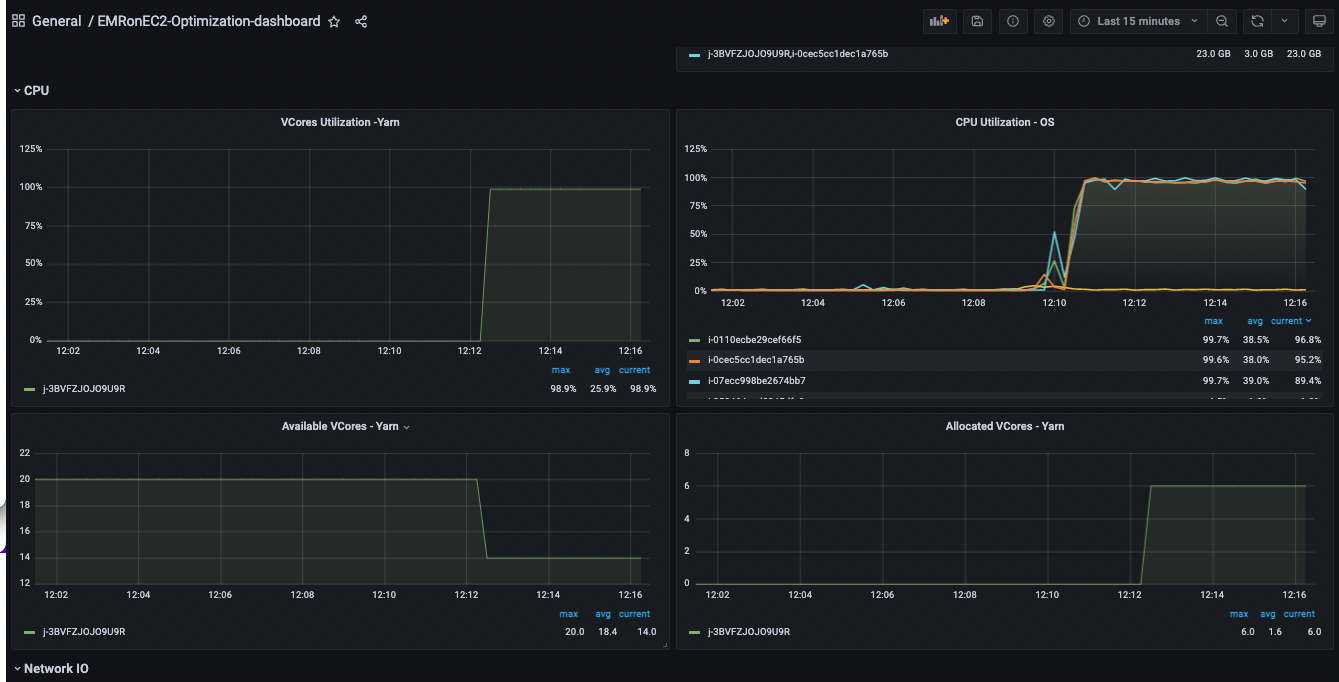 General / EMRonEC2-Optimization-dashboard
Last 15 minutes
j-3BVFZJOJO9U9R,i-0cec5cc1dec1a765b 23.0 GB 3.0 GB 23.0 GB
CPU
VCores Utilization -Yarn
125%
100%
75%
50%
25%
0%
12:02 12:04 12:06 12:08 12:10 12:12 12:14 12:16
max avg current
j-3BVFZJOJO9U9R 98.9% 25.9% 98.9%
CPU Utilization - OS
125%
100%
75%
50%
25%
0%
12:02 12:04 12:06 12:08 12:10 12:12 12:14 12:16
max avg current
i-0110ecbe29cef66f5 99.7% 38.5% 96.8%
i-0cec5cc1dec1a765b 99.6% 38.0% 95.2%
i-07ecc998be2674bb7 99.7% 39.0% 89.4%
Available VCores - Yarn
22
20
18
16
14
12
12:02 12:04 12:06 12:08 12:10 12:12 12:14 12:16
max avg current
j-3BVFZJOJO9U9R 20.0 18.4 14.0
Allocated VCores - Yarn
8
6
4
2
0
12:02 12:04 12:06 12:08 12:10 12:12 12:14 12:16
max avg current
j-3BVFZJOJO9U9R 6.0 1.6 6.0
Network IO